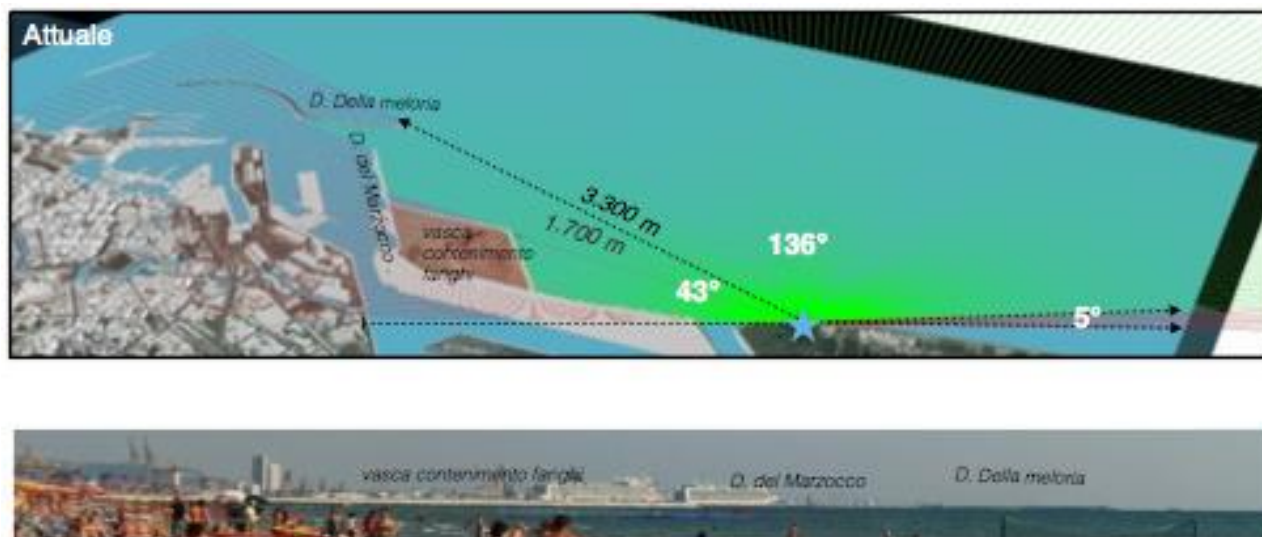 Attuale
D. Della meloria
D. del Marzocco
3.300 m
1.700 m
vasca
contenimento
fanghi
136°
43°
5°
vasca contenimento fanghi
D. del Marzocco
D. Della meloria